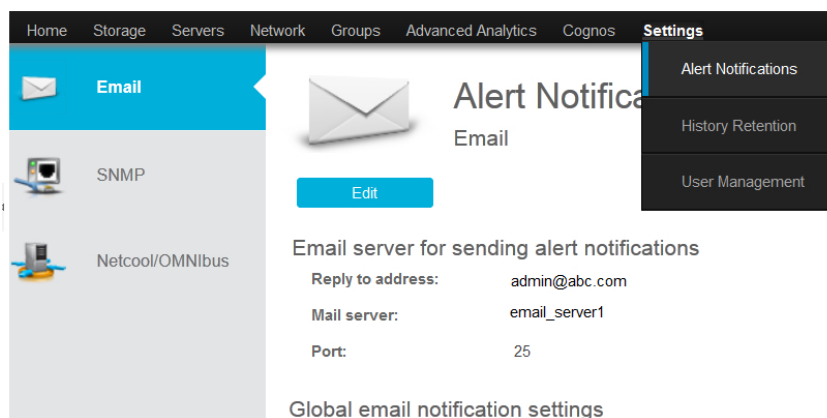 Home Storage Servers Network Groups Advanced Analytics Cognos Settings
Alert Notifications
History Retention
User Management
Email
SNMP
Netcool/OMNIbus
Alert Notifica
Email
Edit
Email server for sending alert notifications
Reply to address: admin@abc.com
Mail server: email_server1
Port: 25
Global email notification settings